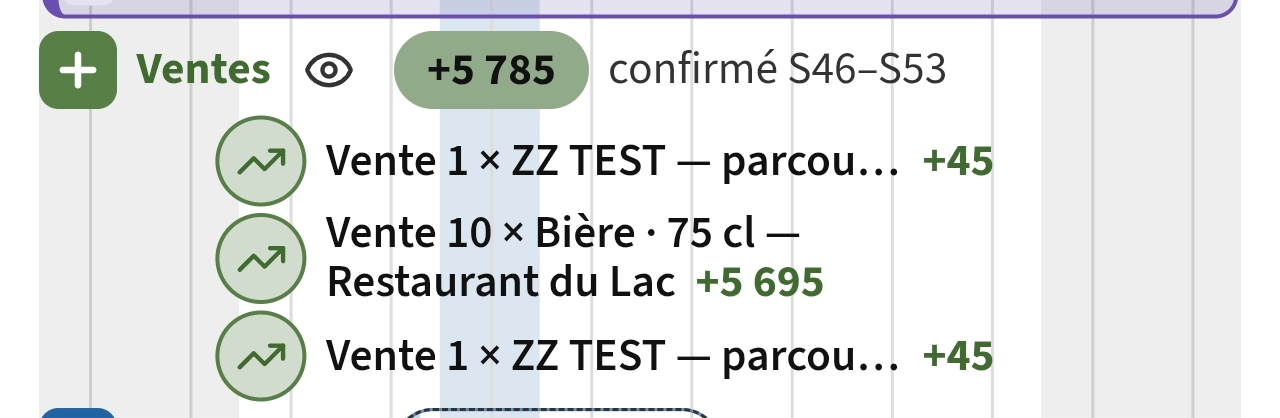 Ventes +5 785 confirmé S46–S53
Vente 1 × ZZ TEST — parcou… +45
Vente 10 × Bière · 75 cl —
Restaurant du Lac +5 695
Vente 1 × ZZ TEST — parcou… +45